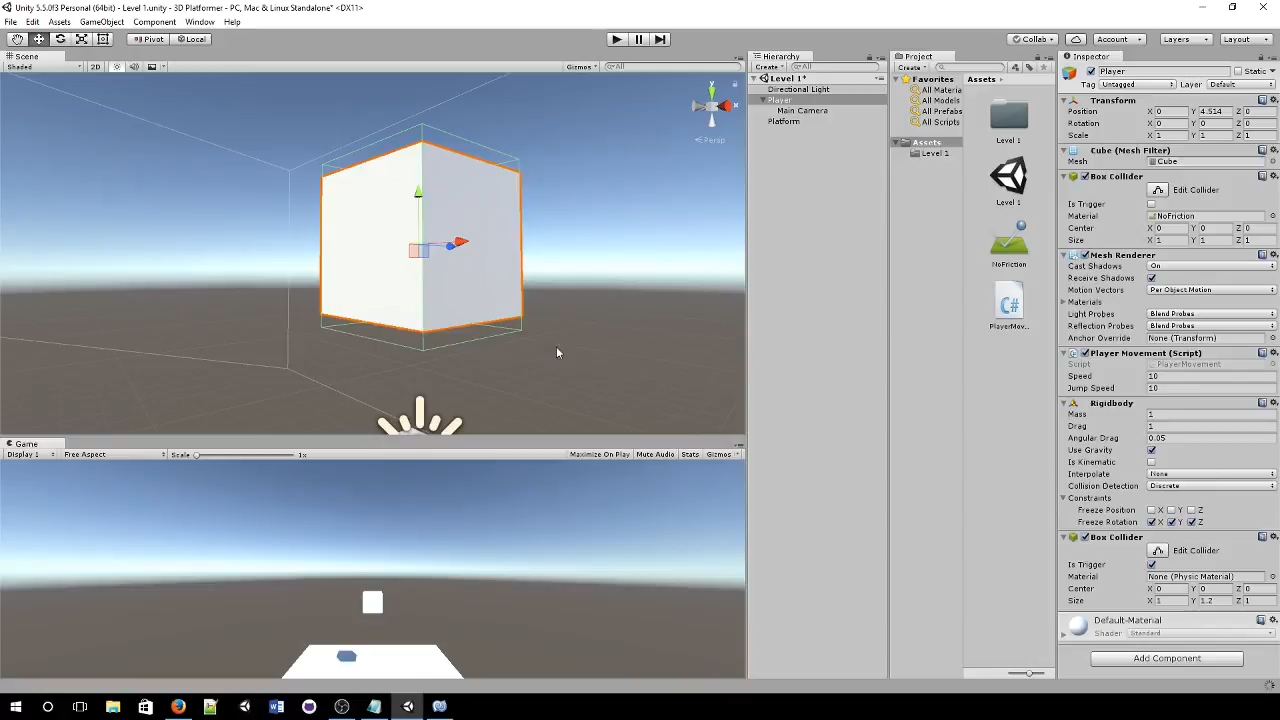 Unity 5.5.0f3 Personal (64bit) - Level 1.unity - 3D Platformer - PC, Mac & Linux Standalone* <DX11>
File Edit Assets GameObject Component Window Help
Pivot Local Collab Account Layers Layout
Scene
Shaded 2D Gizmos All
y
x
Persp
Game
Display 1 Free Aspect Scale 1x Maximize On Play Mute Audio Stats Gizmos
Hierarchy
Create All
Level 1*
Directional Light
Player
Main Camera
Platform
Project
Create
Favorites
All Materia
All Models
All Prefabs
All Scripts
Assets
Level 1
Assets
Level 1
Level 1
NoFriction
C#
PlayerMov...
Inspector
Player Static
Tag Untagged Layer Default
Transform
Position X 0 Y 4.514 Z 0
Rotation X 0 Y 0 Z 0
Scale X 1 Y 1 Z 1
Cube (Mesh Filter)
Mesh Cube
Box Collider
Edit Collider
Is Trigger
Material NoFriction
Center X 0 Y 0 Z 0
Size X 1 Y 1 Z 1
Mesh Renderer
Cast Shadows On
Receive Shadows
Motion Vectors Per Object Motion
Materials
Light Probes Blend Probes
Reflection Probes Blend Probes
Anchor Override None (Transform)
Player Movement (Script)
Script PlayerMovement
Speed 10
Jump Speed 10
Rigidbody
Mass 1
Drag 1
Angular Drag 0.05
Use Gravity
Is Kinematic
Interpolate None
Collision Detection Discrete
Constraints
Freeze Position X Y Z
Freeze Rotation X Y Z
Box Collider
Edit Collider
Is Trigger
Material None (Physic Material)
Center X 0 Y 0 Z 0
Size X 1 Y 1.2 Z 1
Default-Material
Shader Standard
Add Component